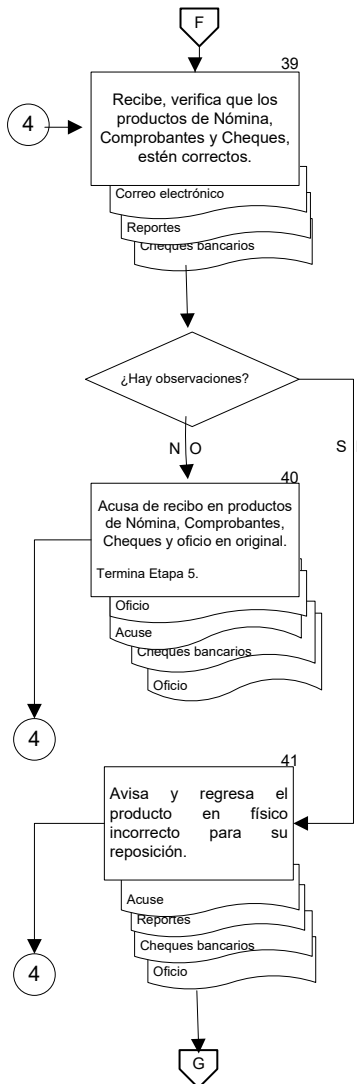 F
39
Recibe, verifica que los
productos de Nómina,
Comprobantes y Cheques,
estén correctos.
4
Correo electrónico
Reportes
Cheques bancarios
¿Hay observaciones?
N O
S
40
Acusa de recibo en productos
de Nómina, Comprobantes,
Cheques y oficio en original.
Termina Etapa 5.
Oficio
Acuse
Cheques bancarios
Oficio
4
41
Avisa y regresa el
producto en físico
incorrecto para su
reposición.
Acuse
Reportes
Cheques bancarios
Oficio
4
G